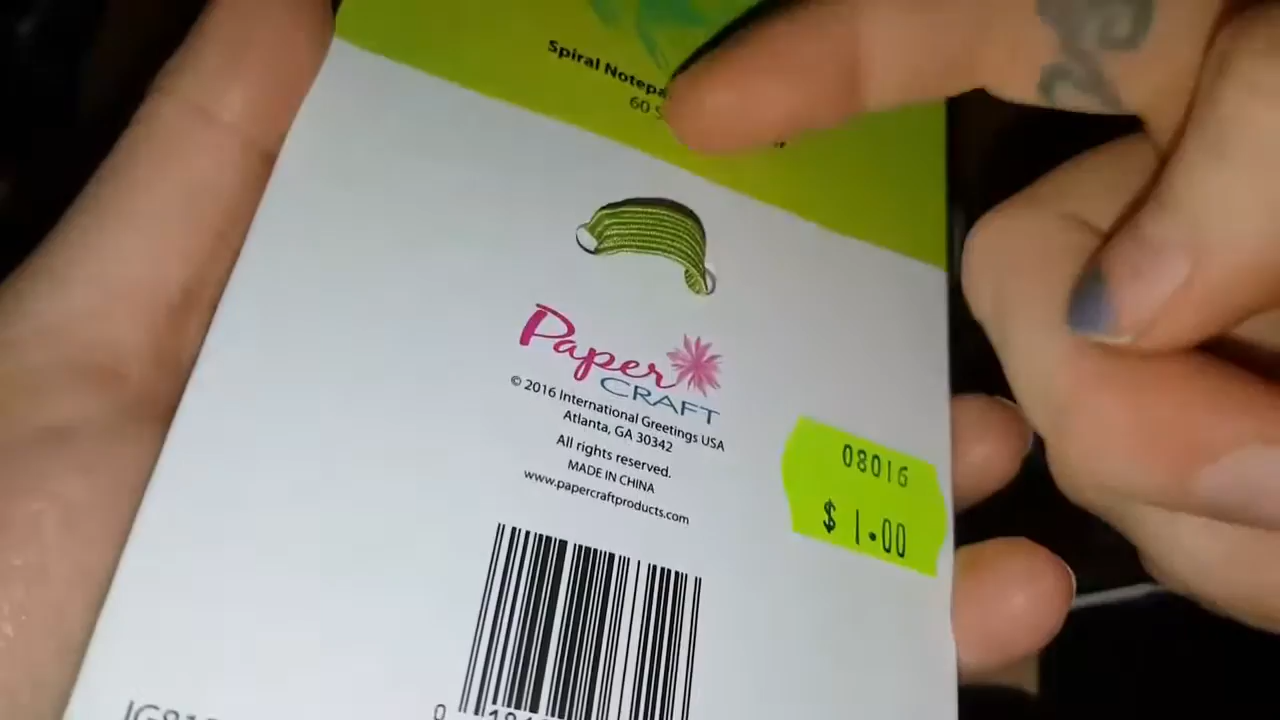 Spiral Notepa
60 S
Paper
CRAFT
© 2016 International Greetings USA
Atlanta, GA 30342
All rights reserved.
MADE IN CHINA
www.papercraftproducts.com
08016
$ 1.00